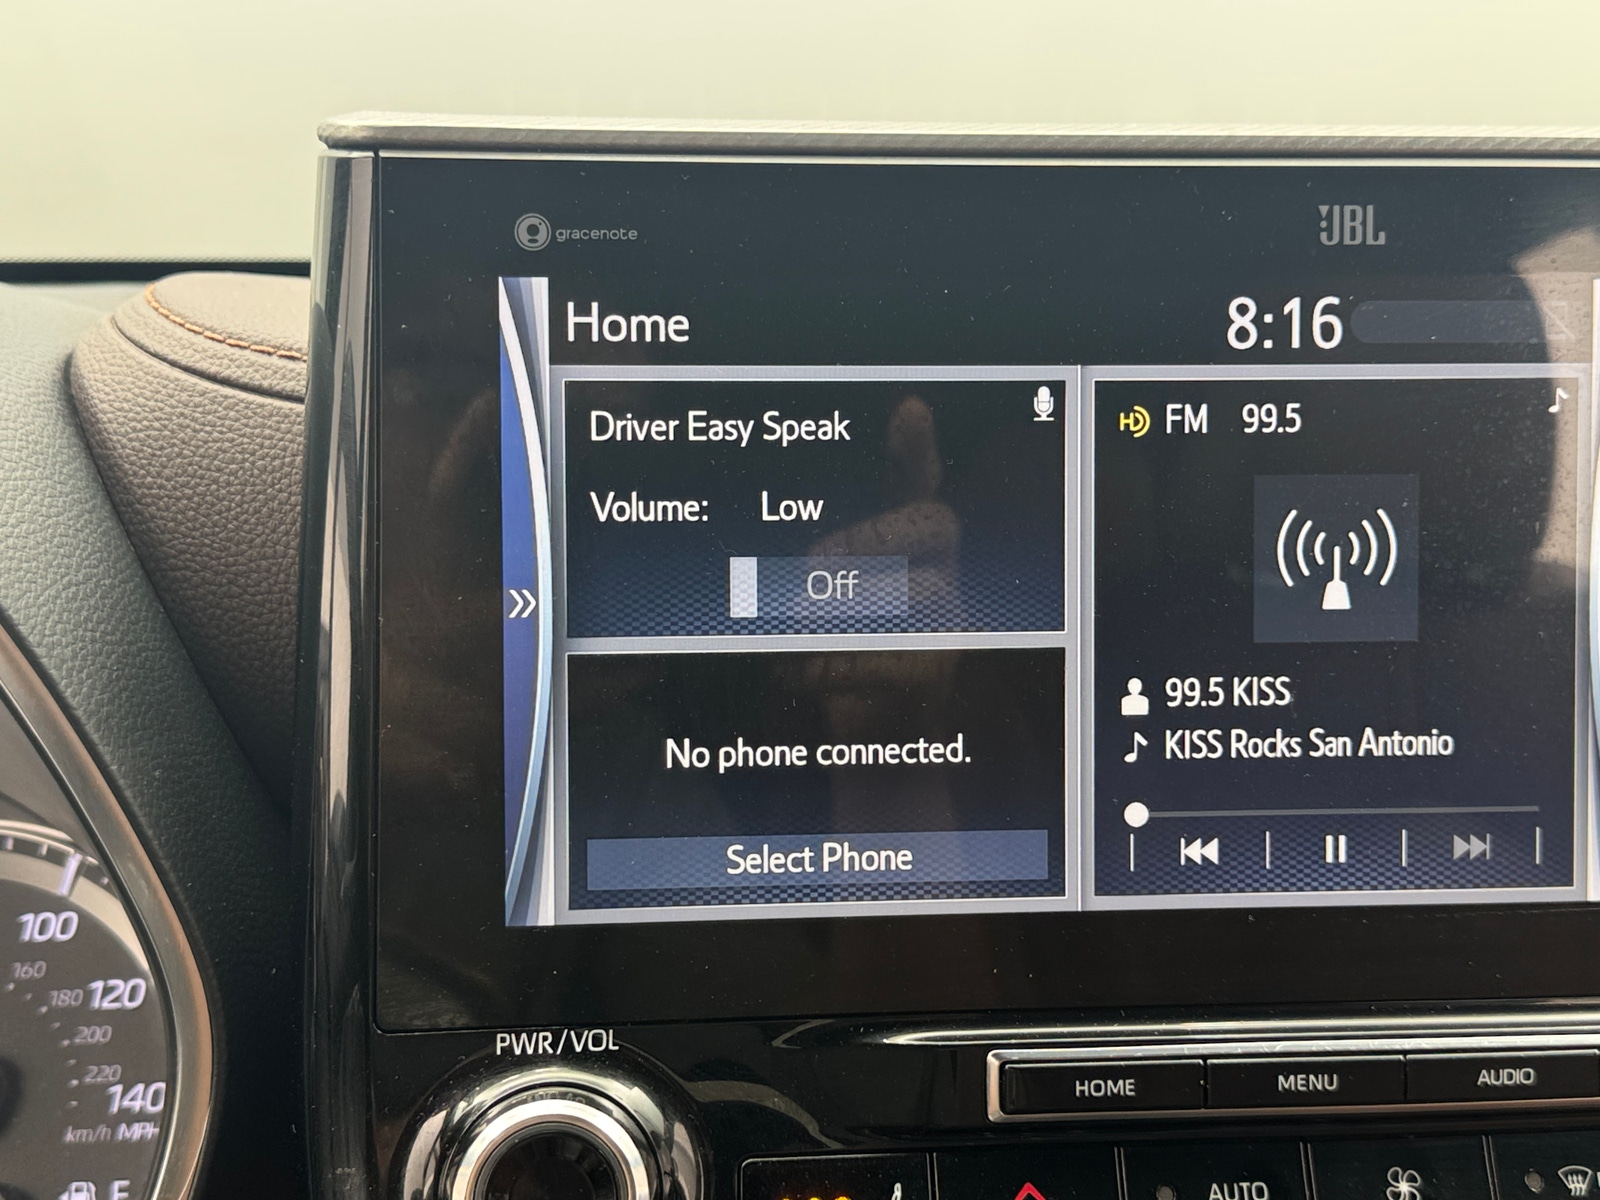 gracenote
JBL
Home
8:16
Driver Easy Speak
Volume: Low
Off
HD FM 99.5
99.5 KISS
KISS Rocks San Antonio
No phone connected.
Select Phone
PWR/VOL
HOME
MENU
AUDIO
AUTO
100
160
180
120
200
220
140
km/h MPH
F